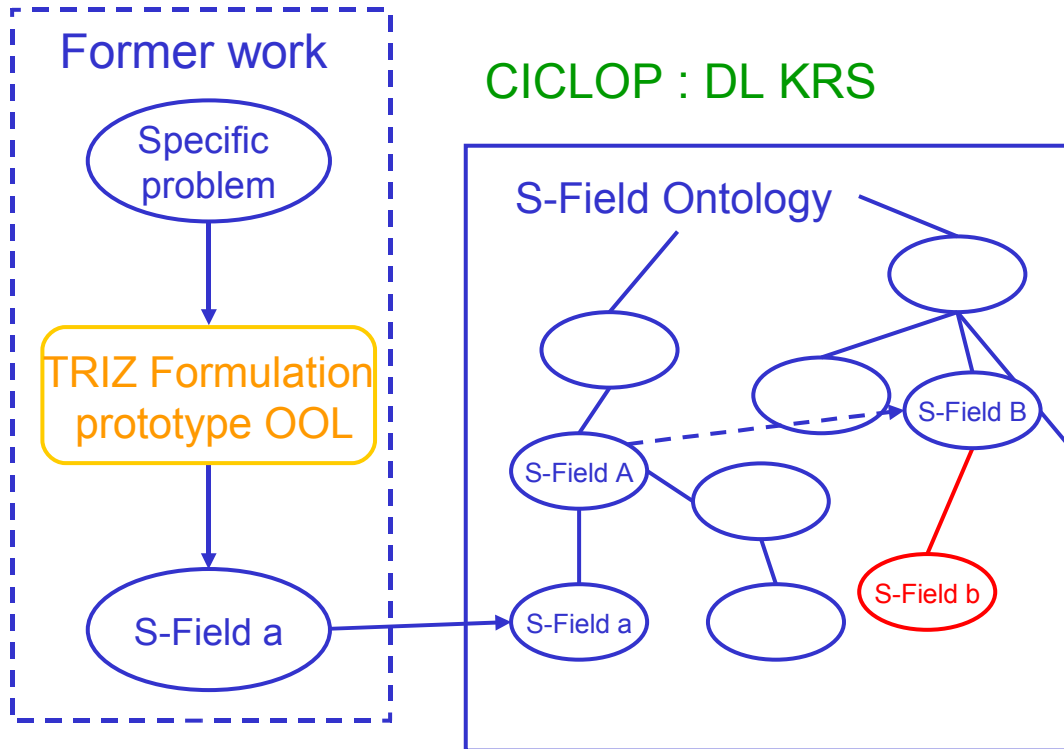 Former work
Specific
problem
TRIZ Formulation
prototype OOL
S-Field a
CICLOP : DL KRS
S-Field Ontology
S-Field B
S-Field A
S-Field b
S-Field a